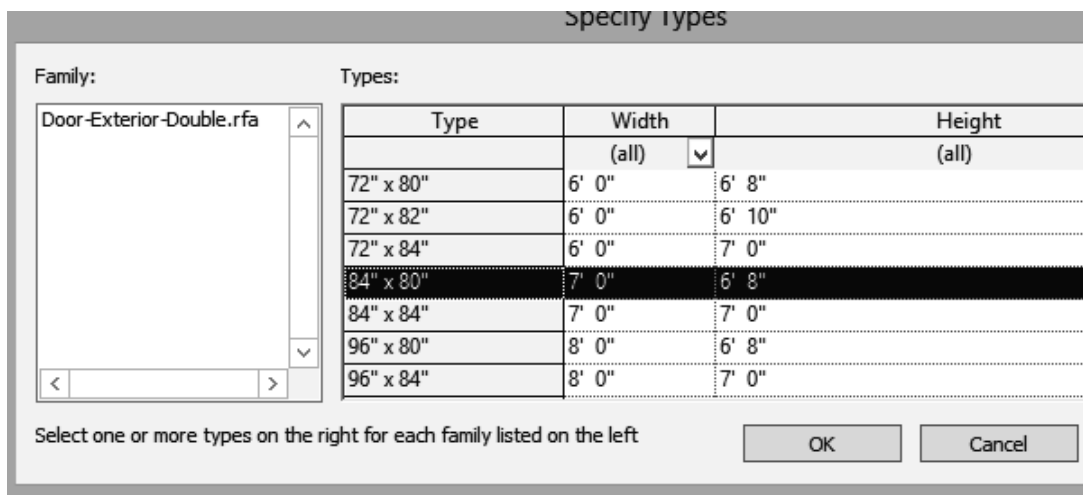 Specify Types
Family: Types:
Door-Exterior-Double.rfa
Type Width Height
(all) (all)
72" x 80" 6' 0" 6' 8"
72" x 82" 6' 0" 6' 10"
72" x 84" 6' 0" 7' 0"
84" x 80" 7' 0" 6' 8"
84" x 84" 7' 0" 7' 0"
96" x 80" 8' 0" 6' 8"
96" x 84" 8' 0" 7' 0"
Select one or more types on the right for each family listed on the left
OK Cancel